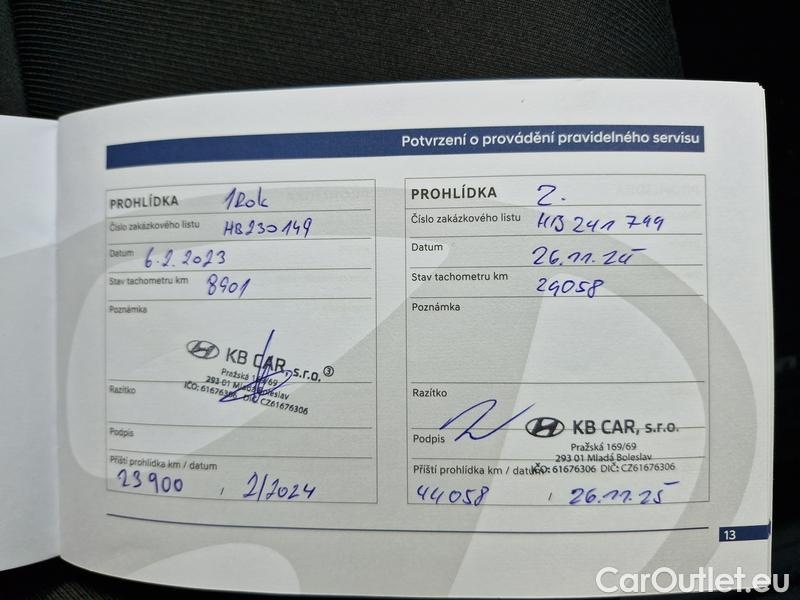 Potvrzení o provádění pravidelného servisu
PROHLÍDKA 1Rok
Číslo zakázkového listu HB230149
Datum 6.2.2023
Stav tachometru km 8901
Poznámka
KB CAR, s.r.o. ③
Pražská 169/69
293 01 Mladá Boleslav
Razítko IČO: 61676306 DIČ: CZ61676306
Podpis
Příští prohlídka km / datum
23900 / 2/2024
PROHLÍDKA 2.
Číslo zakázkového listu HB241799
Datum 26.11.24
Stav tachometru km 29058
Poznámka
Razítko
KB CAR, s.r.o.
Podpis Pražská 169/69
293 01 Mladá Boleslav
Příští prohlídka km / datum IČO: 61676306 DIČ: CZ61676306
44058 / 26.11.25
13
CarOutlet.eu